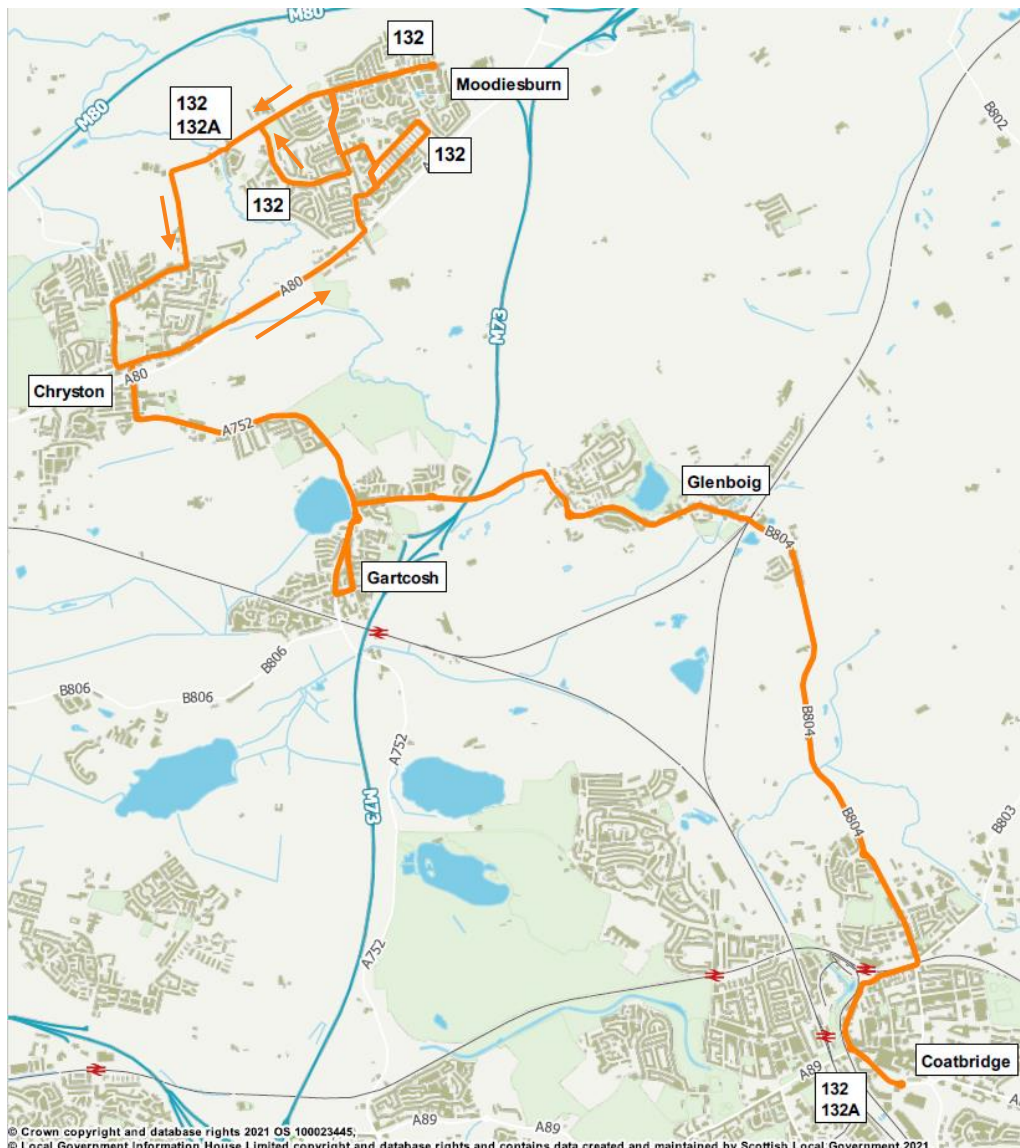 M80
132
Moodiesburn
132
132A
M80
B802
132
132
A80
M73
A80
Chryston
A752
Glenboig
B804
Gartcosh
B806
B806
B804
A752
M73
B804
B803
A752
Coatbridge
A89
132
132A
A89
A89
© Crown copyright and database rights 2021 OS 100023445,
© Local Government Information House Limited copyright and database rights and contains data created and maintained by Scottish Local Government 2021